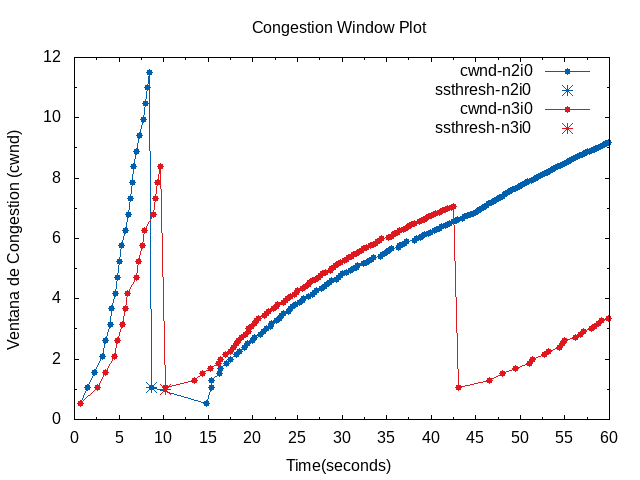 Congestion Window Plot
cwnd-n2i0
ssthresh-n2i0
cwnd-n3i0
ssthresh-n3i0
Ventana de Congestion (cwnd)
12
10
8
6
4
2
0
0 5 10 15 20 25 30 35 40 45 50 55 60
Time(seconds)